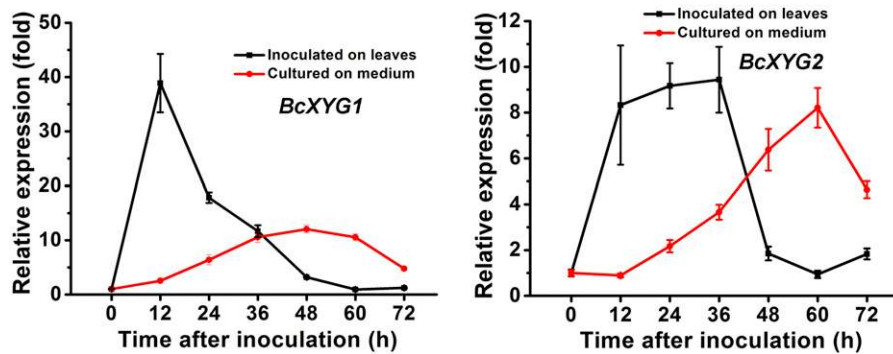 50
40
30
20
10
0
Relative expression (fold)
Inoculated on leaves
Cultured on medium
BcXYG1
0 12 24 36 48 60 72
Time after inoculation (h)
12
10
8
6
4
2
0
Relative expression (fold)
Inoculated on leaves
Cultured on medium
BcXYG2
0 12 24 36 48 60 72
Time after inoculation (h)